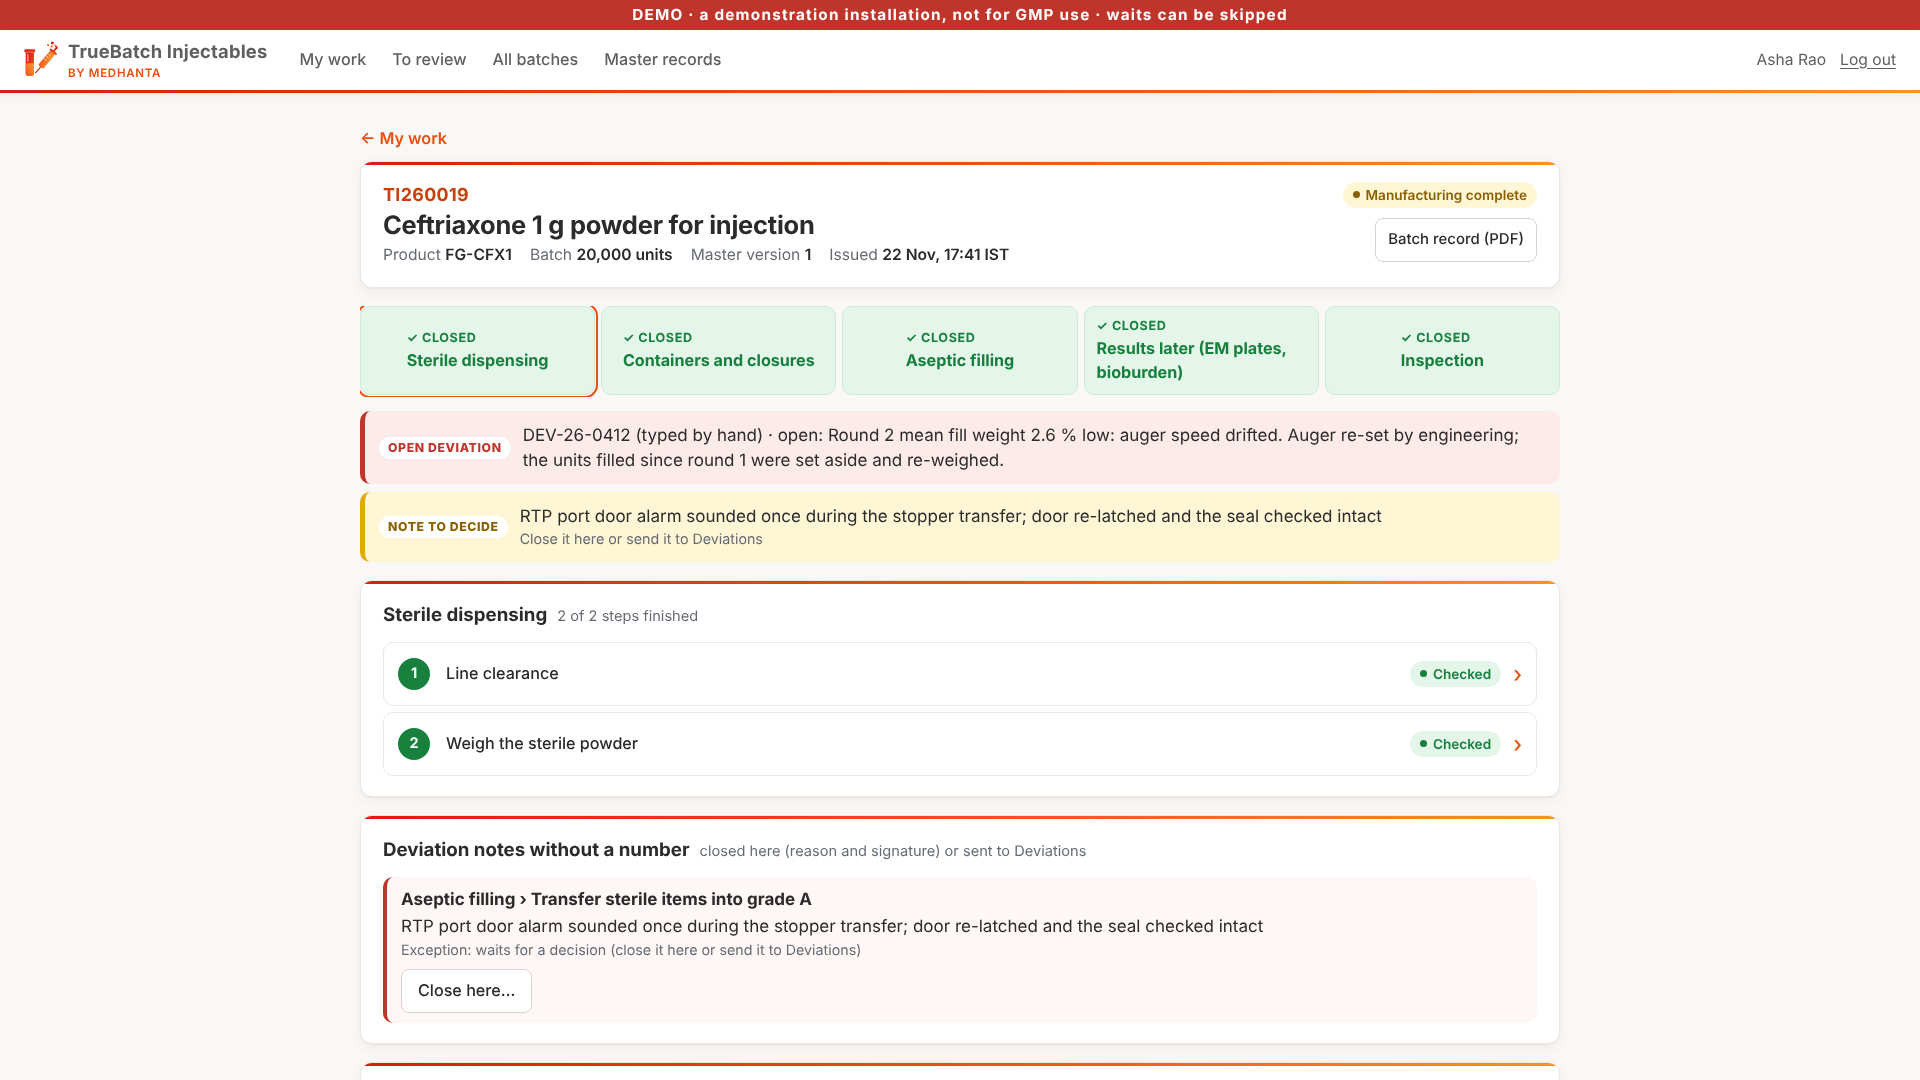 DEMO · a demonstration installation, not for GMP use · waits can be skipped
TrueBatch Injectables
BY MEDHANTA
My work
To review
All batches
Master records
Asha Rao
Log out
← My work
TI260019
Manufacturing complete
Ceftriaxone 1 g powder for injection
Batch record (PDF)
Product FG-CFX1 Batch 20,000 units Master version 1 Issued 22 Nov, 17:41 IST
✓ CLOSED
Sterile dispensing
✓ CLOSED
Containers and closures
✓ CLOSED
Aseptic filling
✓ CLOSED
Results later (EM plates,
bioburden)
✓ CLOSED
Inspection
OPEN DEVIATION
DEV-26-0412 (typed by hand) · open: Round 2 mean fill weight 2.6 % low: auger speed drifted. Auger re-set by engineering;
the units filled since round 1 were set aside and re-weighed.
NOTE TO DECIDE
RTP port door alarm sounded once during the stopper transfer; door re-latched and the seal checked intact
Close it here or send it to Deviations
Sterile dispensing 2 of 2 steps finished
1 Line clearance Checked ›
2 Weigh the sterile powder Checked ›
Deviation notes without a number closed here (reason and signature) or sent to Deviations
Aseptic filling › Transfer sterile items into grade A
RTP port door alarm sounded once during the stopper transfer; door re-latched and the seal checked intact
Exception: waits for a decision (close it here or send it to Deviations)
Close here…